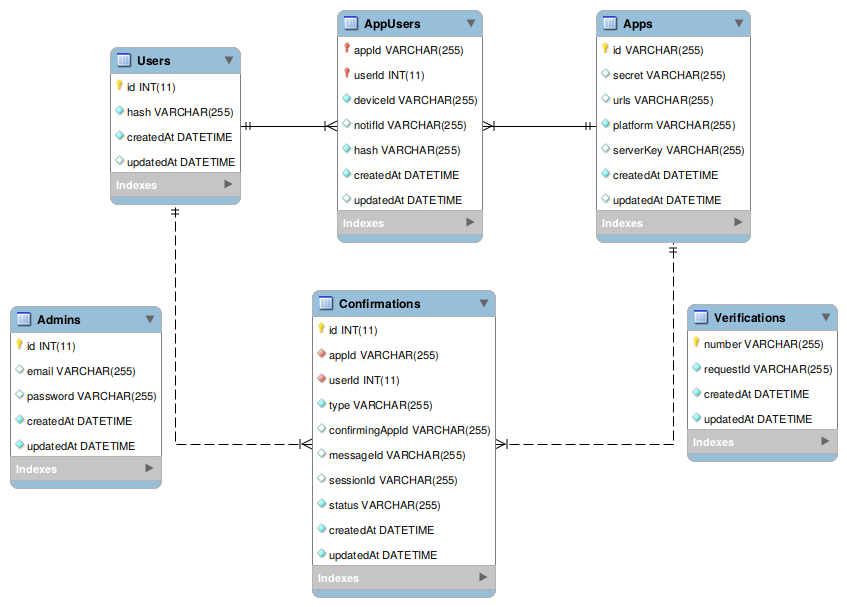 Users
id INT(11)
hash VARCHAR(255)
createdAt DATETIME
updatedAt DATETIME
Indexes
AppUsers
appId VARCHAR(255)
userId INT(11)
deviceId VARCHAR(255)
notifId VARCHAR(255)
hash VARCHAR(255)
createdAt DATETIME
updatedAt DATETIME
Indexes
Apps
id VARCHAR(255)
secret VARCHAR(255)
urls VARCHAR(255)
platform VARCHAR(255)
serverKey VARCHAR(255)
createdAt DATETIME
updatedAt DATETIME
Indexes
Admins
id INT(11)
email VARCHAR(255)
password VARCHAR(255)
createdAt DATETIME
updatedAt DATETIME
Indexes
Confirmations
id INT(11)
appId VARCHAR(255)
userId INT(11)
type VARCHAR(255)
confirmingAppId VARCHAR(255)
messageId VARCHAR(255)
sessionId VARCHAR(255)
status VARCHAR(255)
createdAt DATETIME
updatedAt DATETIME
Indexes
Verifications
number VARCHAR(255)
requestId VARCHAR(255)
createdAt DATETIME
updatedAt DATETIME
Indexes